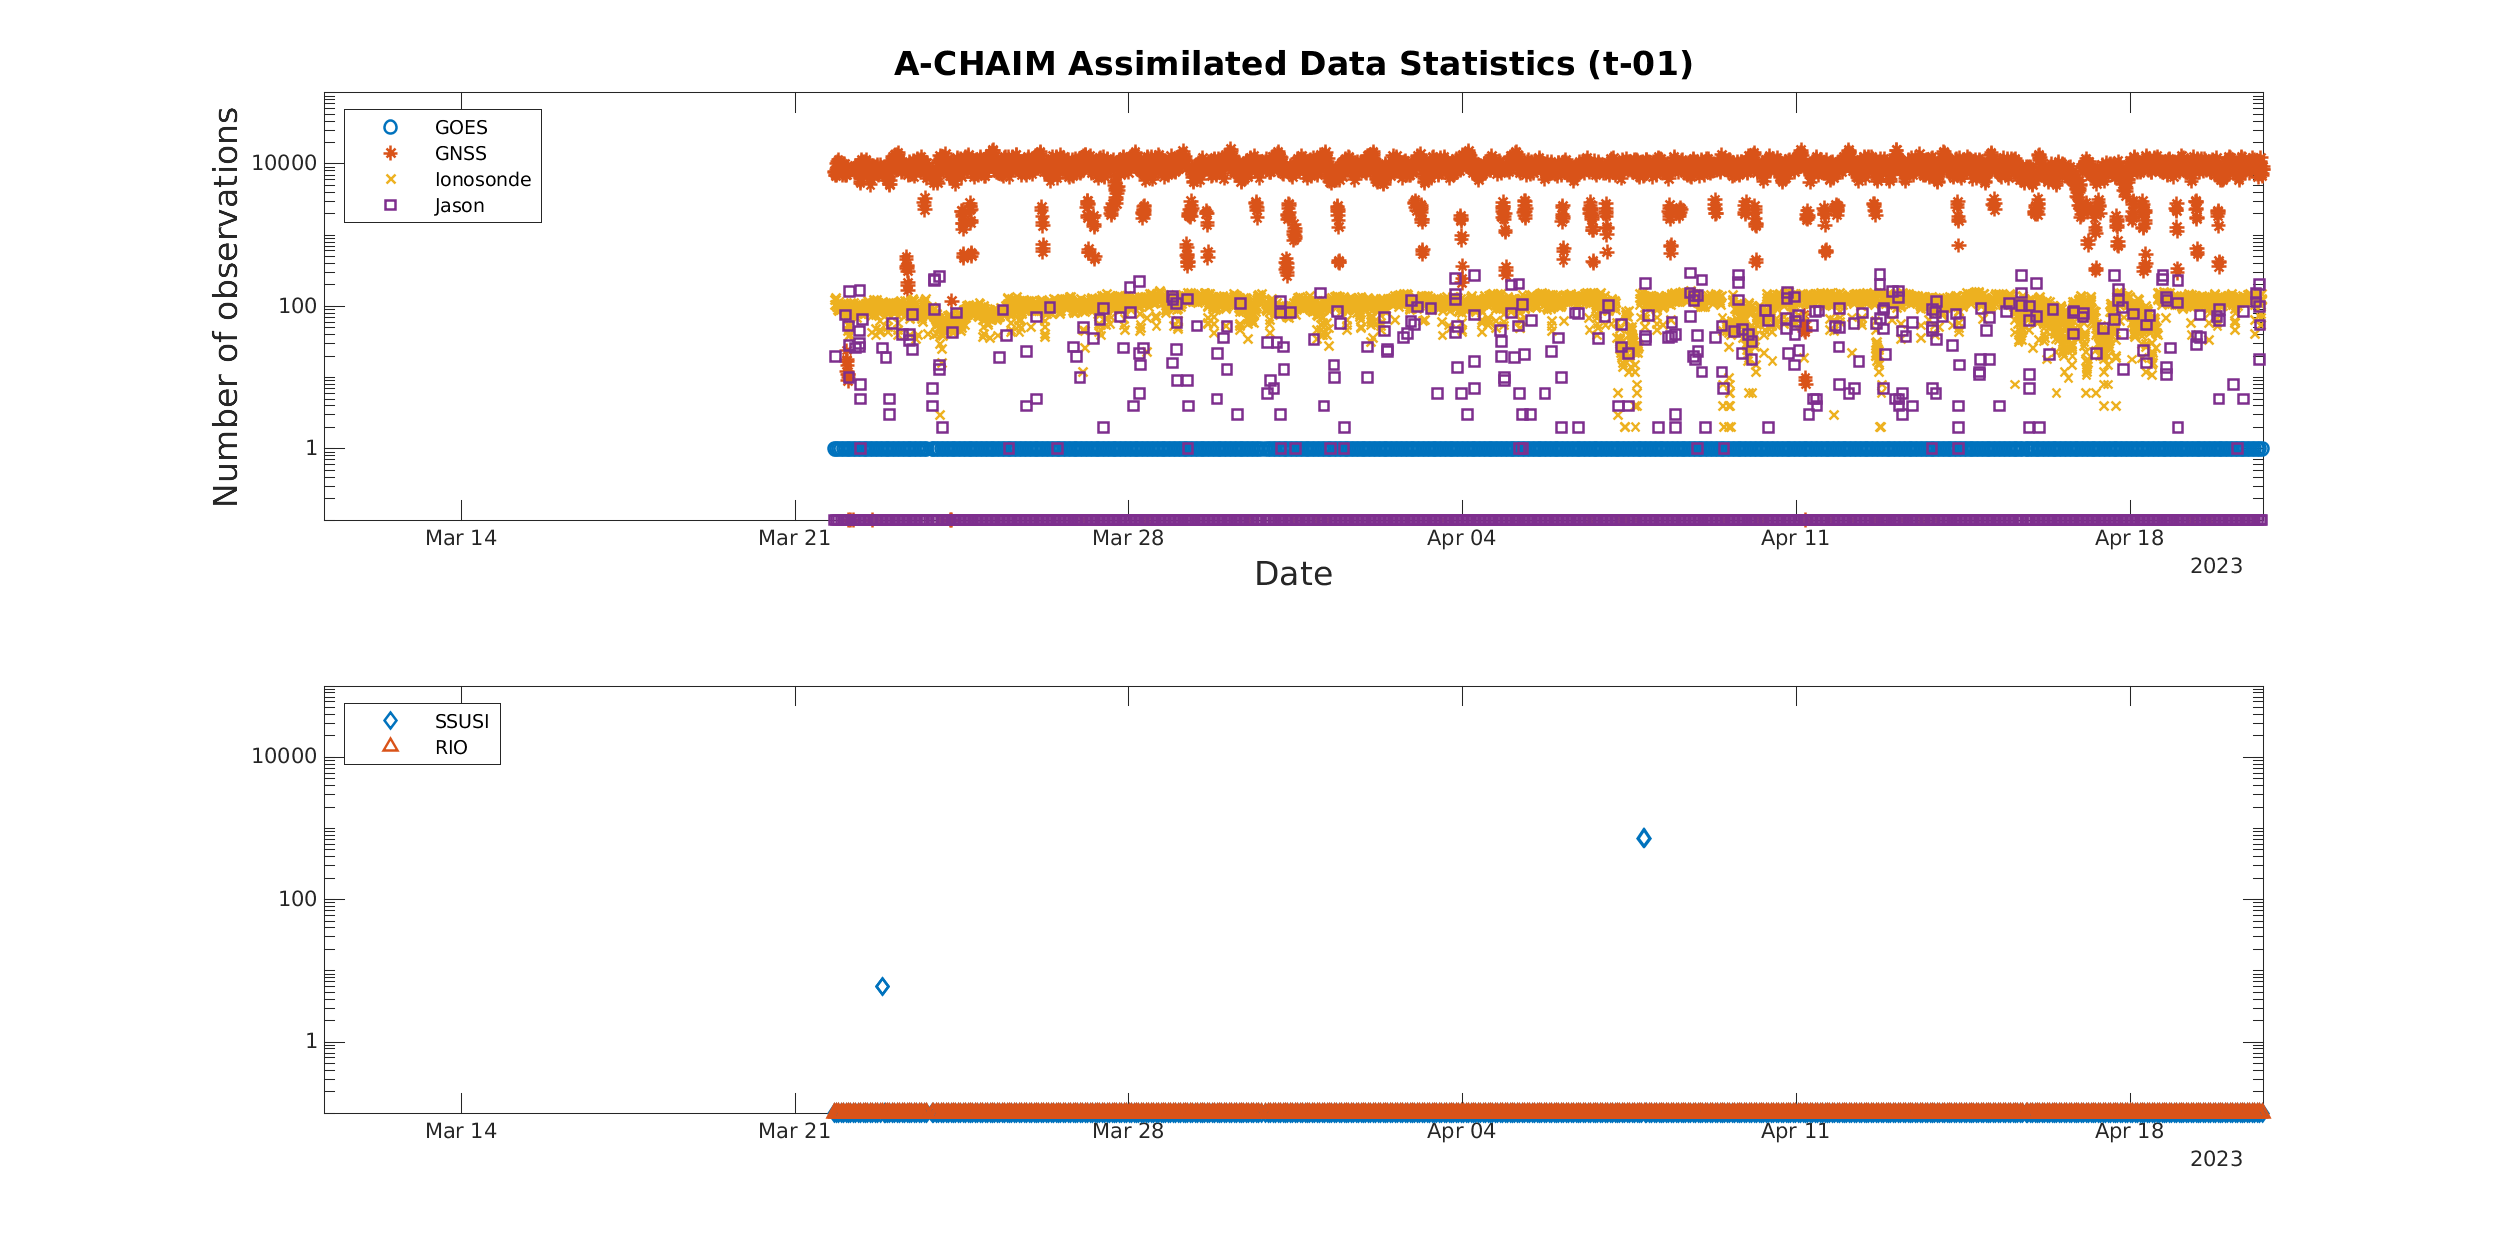 A-CHAIM Assimilated Data Statistics (t-01)
GOES
GNSS
Ionosonde
Jason
Number of observations
10000
100
1
Mar 14
Mar 21
Mar 28
Apr 04
Apr 11
Apr 18
2023
Date
SSUSI
RIO
10000
100
1
Mar 14
Mar 21
Mar 28
Apr 04
Apr 11
Apr 18
2023